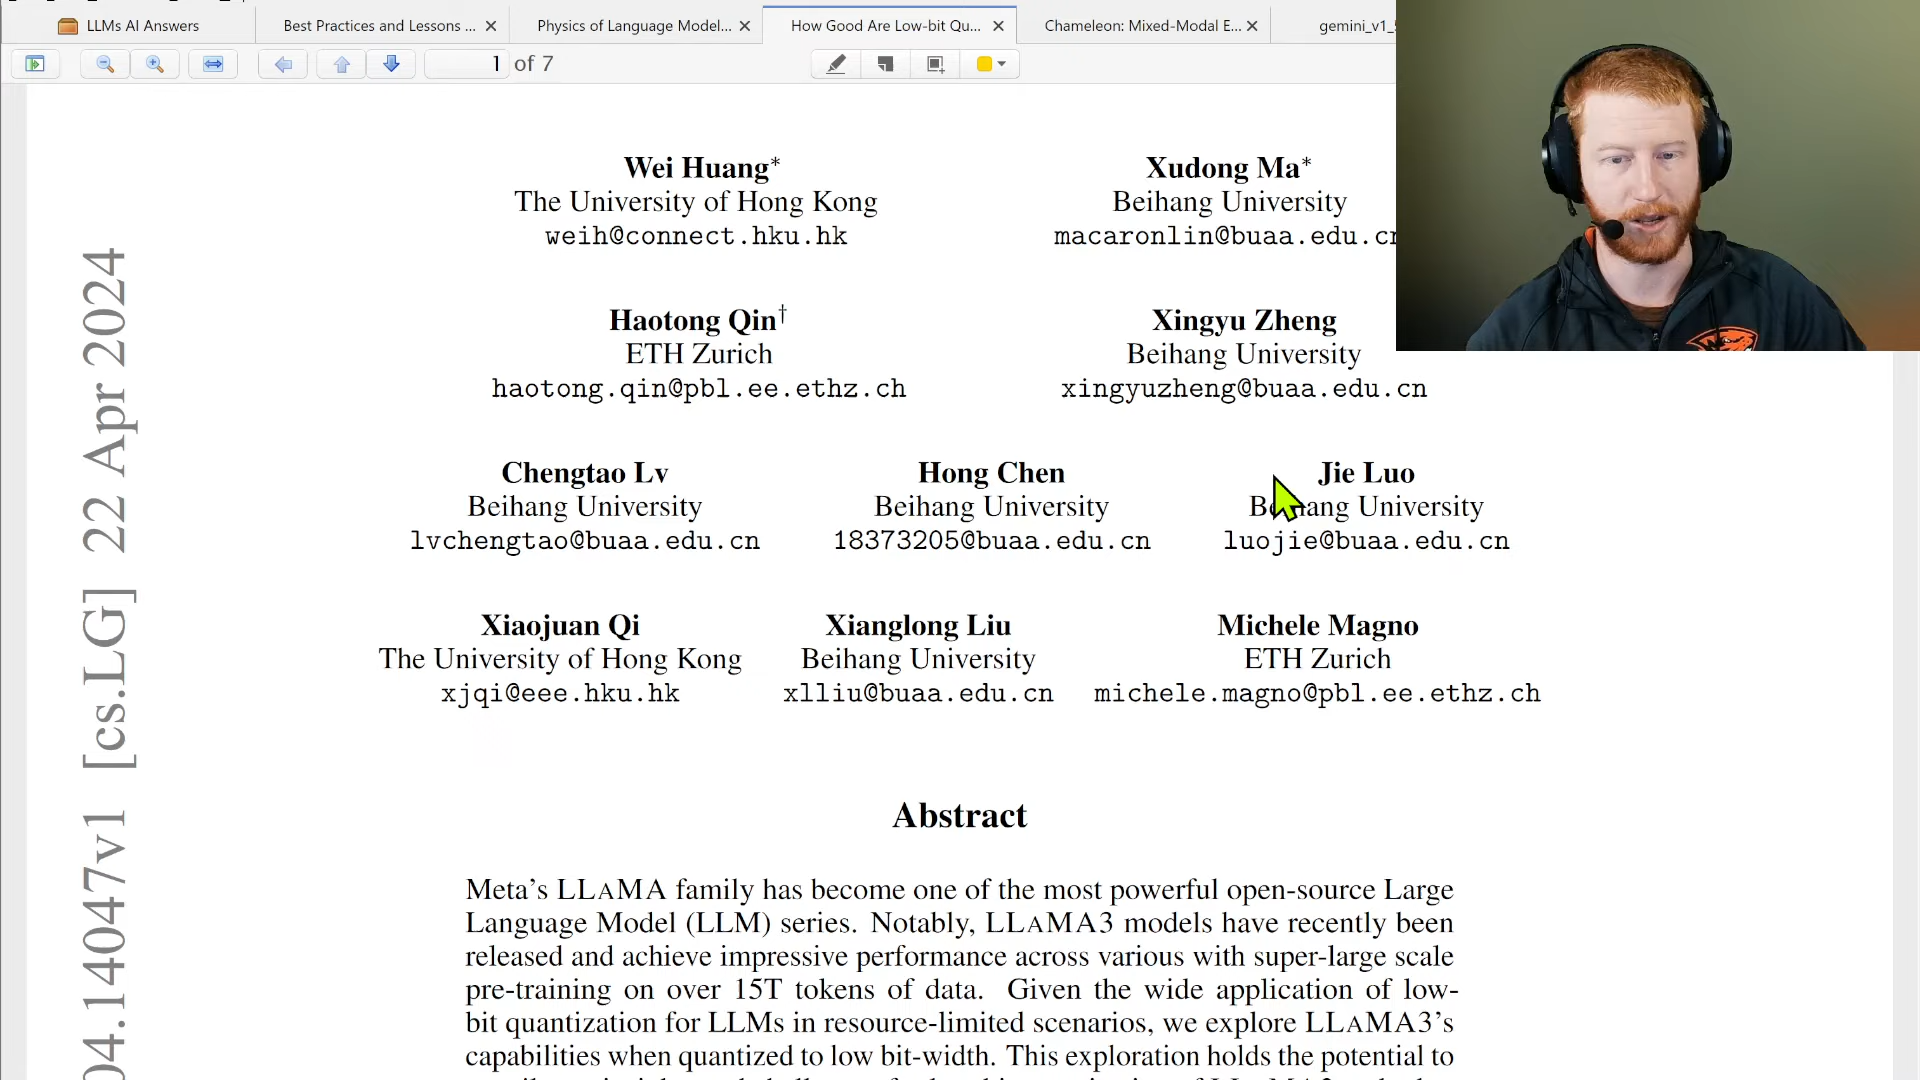 LLMs AI Answers
Best Practices and Lessons ...
Physics of Language Model...
How Good Are Low-bit Qu...
Chameleon: Mixed-Modal E...
gemini_v1_
1 of 7
Wei Huang*
The University of Hong Kong
weih@connect.hku.hk
Xudong Ma*
Beihang University
macaronlin@buaa.edu.cn
Haotong Qin†
ETH Zurich
haotong.qin@pbl.ee.ethz.ch
Xingyu Zheng
Beihang University
xingyuzheng@buaa.edu.cn
Chengtao Lv
Beihang University
lvchengtao@buaa.edu.cn
Hong Chen
Beihang University
18373205@buaa.edu.cn
Jie Luo
Beihang University
luojie@buaa.edu.cn
Xiaojuan Qi
The University of Hong Kong
xjqi@eee.hku.hk
Xianglong Liu
Beihang University
xlliu@buaa.edu.cn
Michele Magno
ETH Zurich
michele.magno@pbl.ee.ethz.ch
04.14047v1 [cs.LG] 22 Apr 2024
Abstract
Meta's LLAMA family has become one of the most powerful open-source Large
Language Model (LLM) series. Notably, LLAMA3 models have recently been
released and achieve impressive performance across various with super-large scale
pre-training on over 15T tokens of data. Given the wide application of low-
bit quantization for LLMs in resource-limited scenarios, we explore LLAMA3's
capabilities when quantized to low bit-width. This exploration holds the potential to